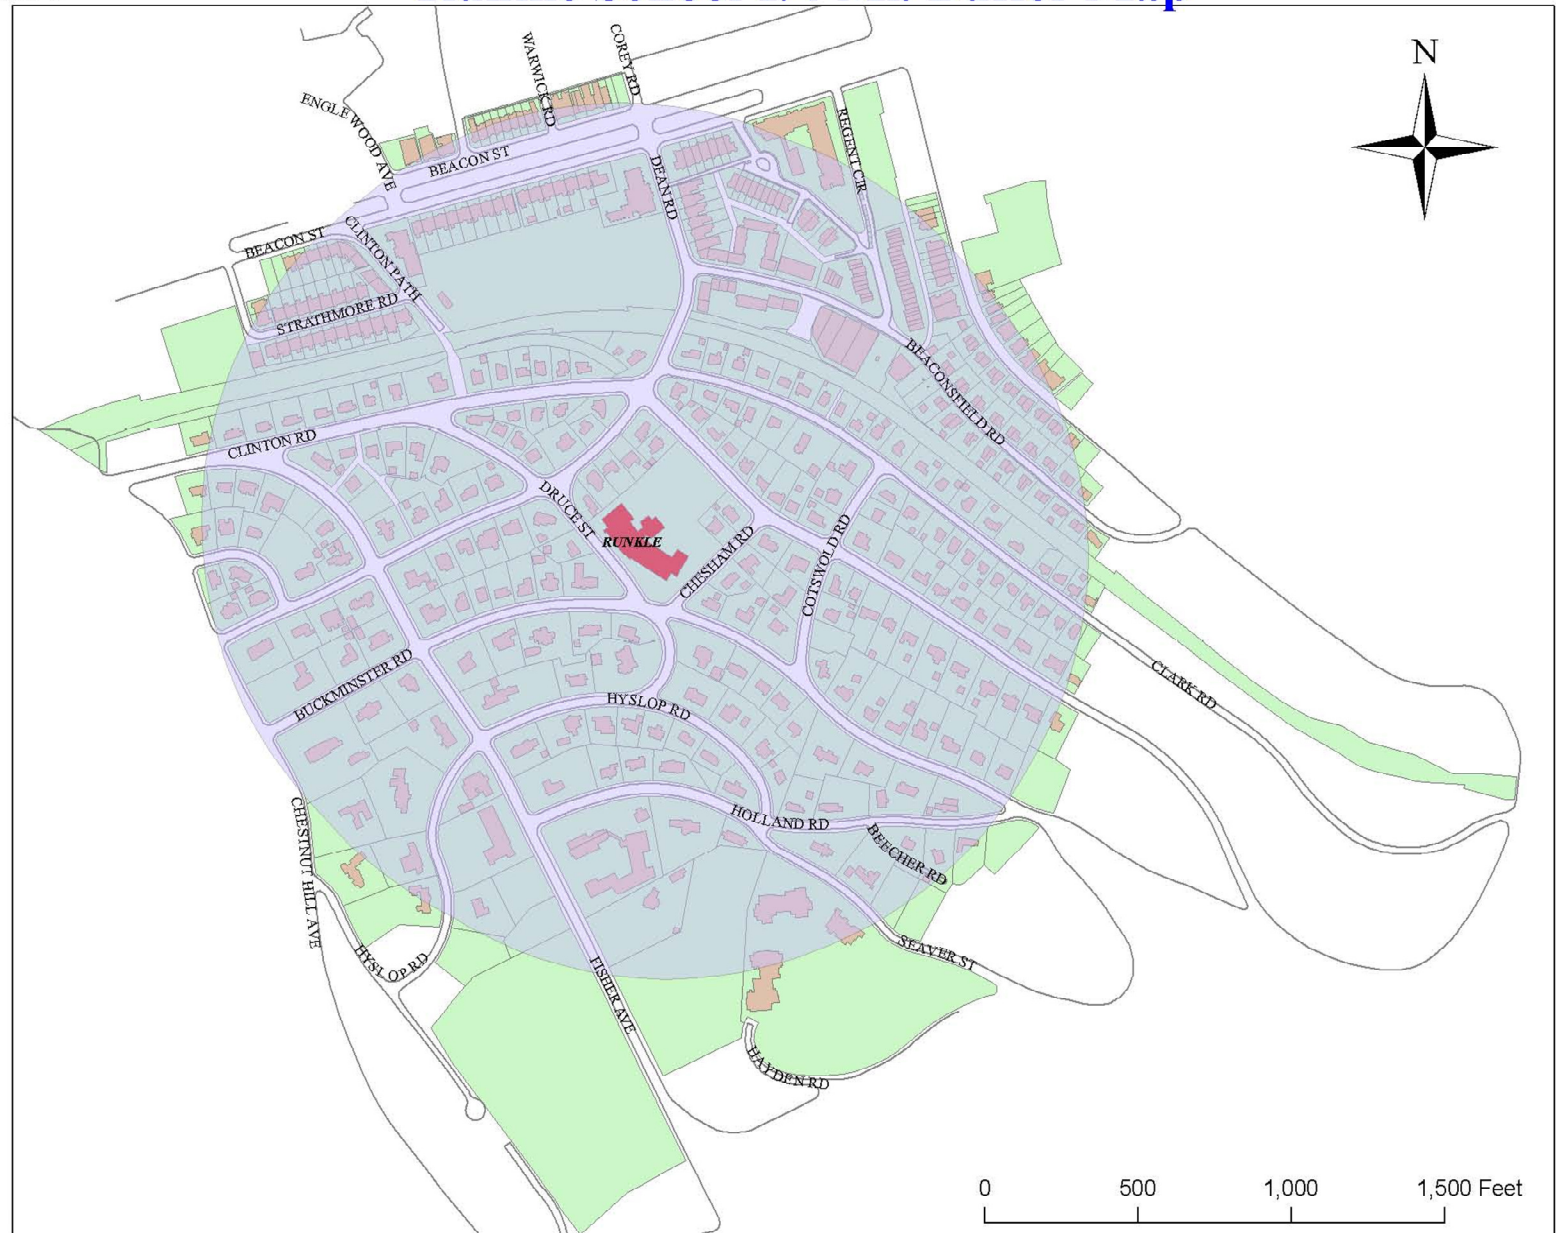 N
COREY RD
WARWICK RD
ENGLEWOOD AVE
BEACON ST
REGENT CIR
DEAN RD
BEACON ST
CLINTON PATH
STRATHMORE RD
BEACONSFIELD RD
CLINTON RD
DRUCE ST
RUNKLE
CHESHAM RD
COTSWOLD RD
BUCKMINSTER RD
CLARK RD
HYSLOP RD
CHESTNUT HILL AVE
HOLLAND RD
BEECHER RD
HYSLOP RD
SEAVER ST
FISHER AVE
HAYDEN RD
0 500 1,000 1,500 Feet